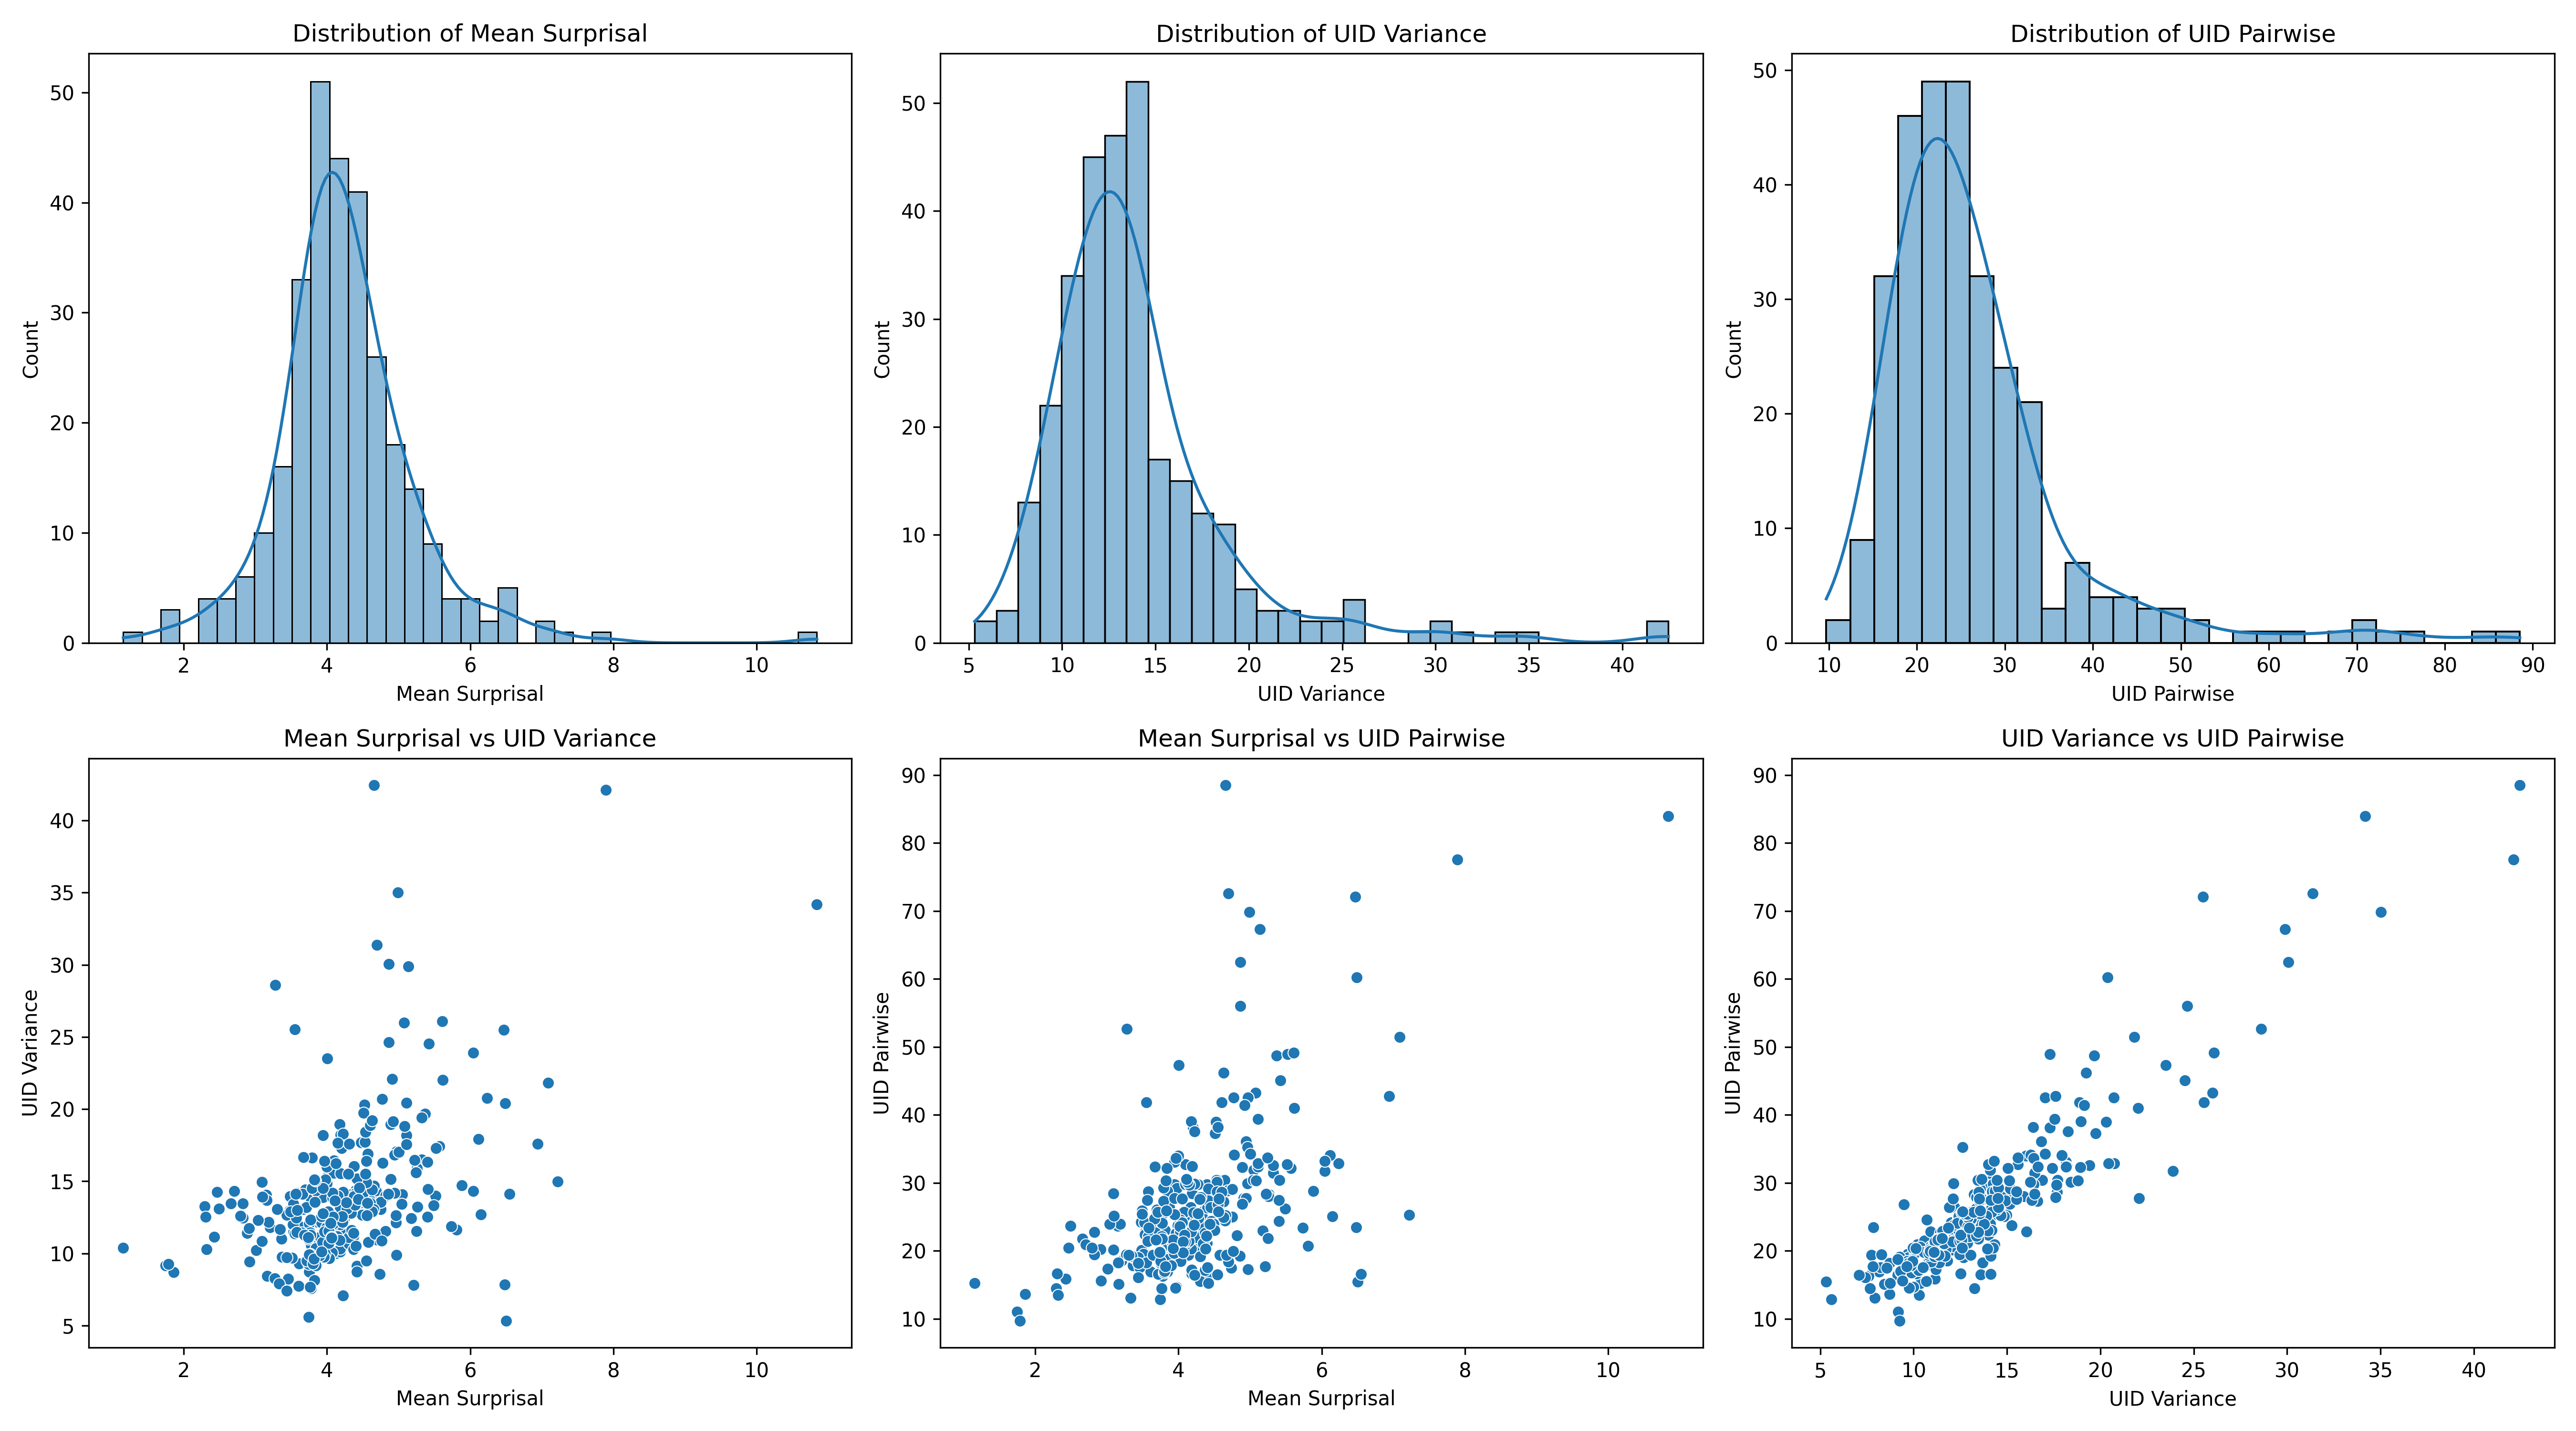 Distribution of Mean Surprisal
50
40
30
20
10
0
Count
2 4 6 8 10
Mean Surprisal
Distribution of UID Variance
50
40
30
20
10
0
Count
5 10 15 20 25 30 35 40
UID Variance
Distribution of UID Pairwise
50
40
30
20
10
0
Count
10 20 30 40 50 60 70 80 90
UID Pairwise
Mean Surprisal vs UID Variance
40
35
30
25
20
15
10
5
UID Variance
2 4 6 8 10
Mean Surprisal
Mean Surprisal vs UID Pairwise
90
80
70
60
50
40
30
20
10
UID Pairwise
2 4 6 8 10
Mean Surprisal
UID Variance vs UID Pairwise
90
80
70
60
50
40
30
20
10
UID Pairwise
5 10 15 20 25 30 35 40
UID Variance